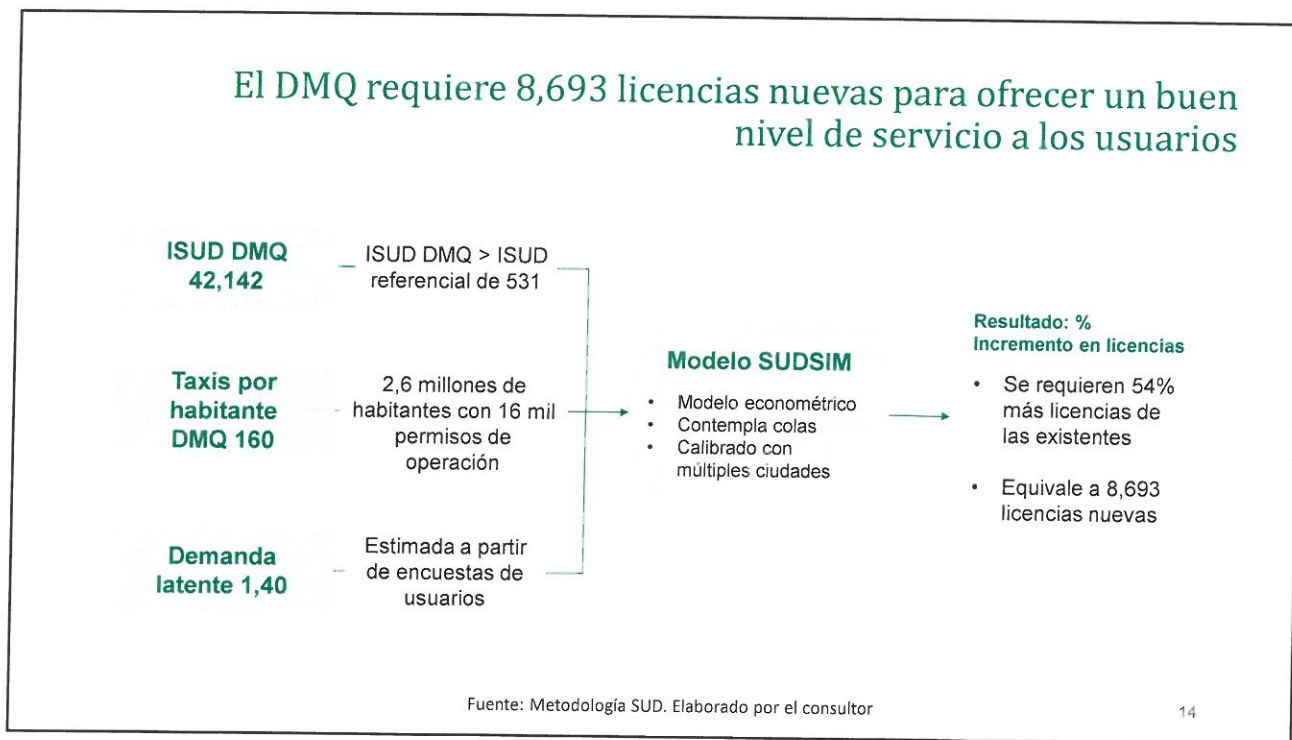 El DMQ requiere 8,693 licencias nuevas para ofrecer un buen
nivel de servicio a los usuarios
ISUD DMQ
42,142
ISUD DMQ > ISUD
referencial de 531
Taxis por
habitante
DMQ 160
2,6 millones de
habitantes con 16 mil
permisos de
operación
Demanda
latente 1,40
Estimada a partir
de encuestas de
usuarios
Modelo SUDSIM
• Modelo econométrico
• Contempla colas
• Calibrado con
múltiples ciudades
Resultado: %
Incremento en licencias
• Se requieren 54%
más licencias de
las existentes
• Equivale a 8,693
licencias nuevas
Fuente: Metodología SUD. Elaborado por el consultor
14